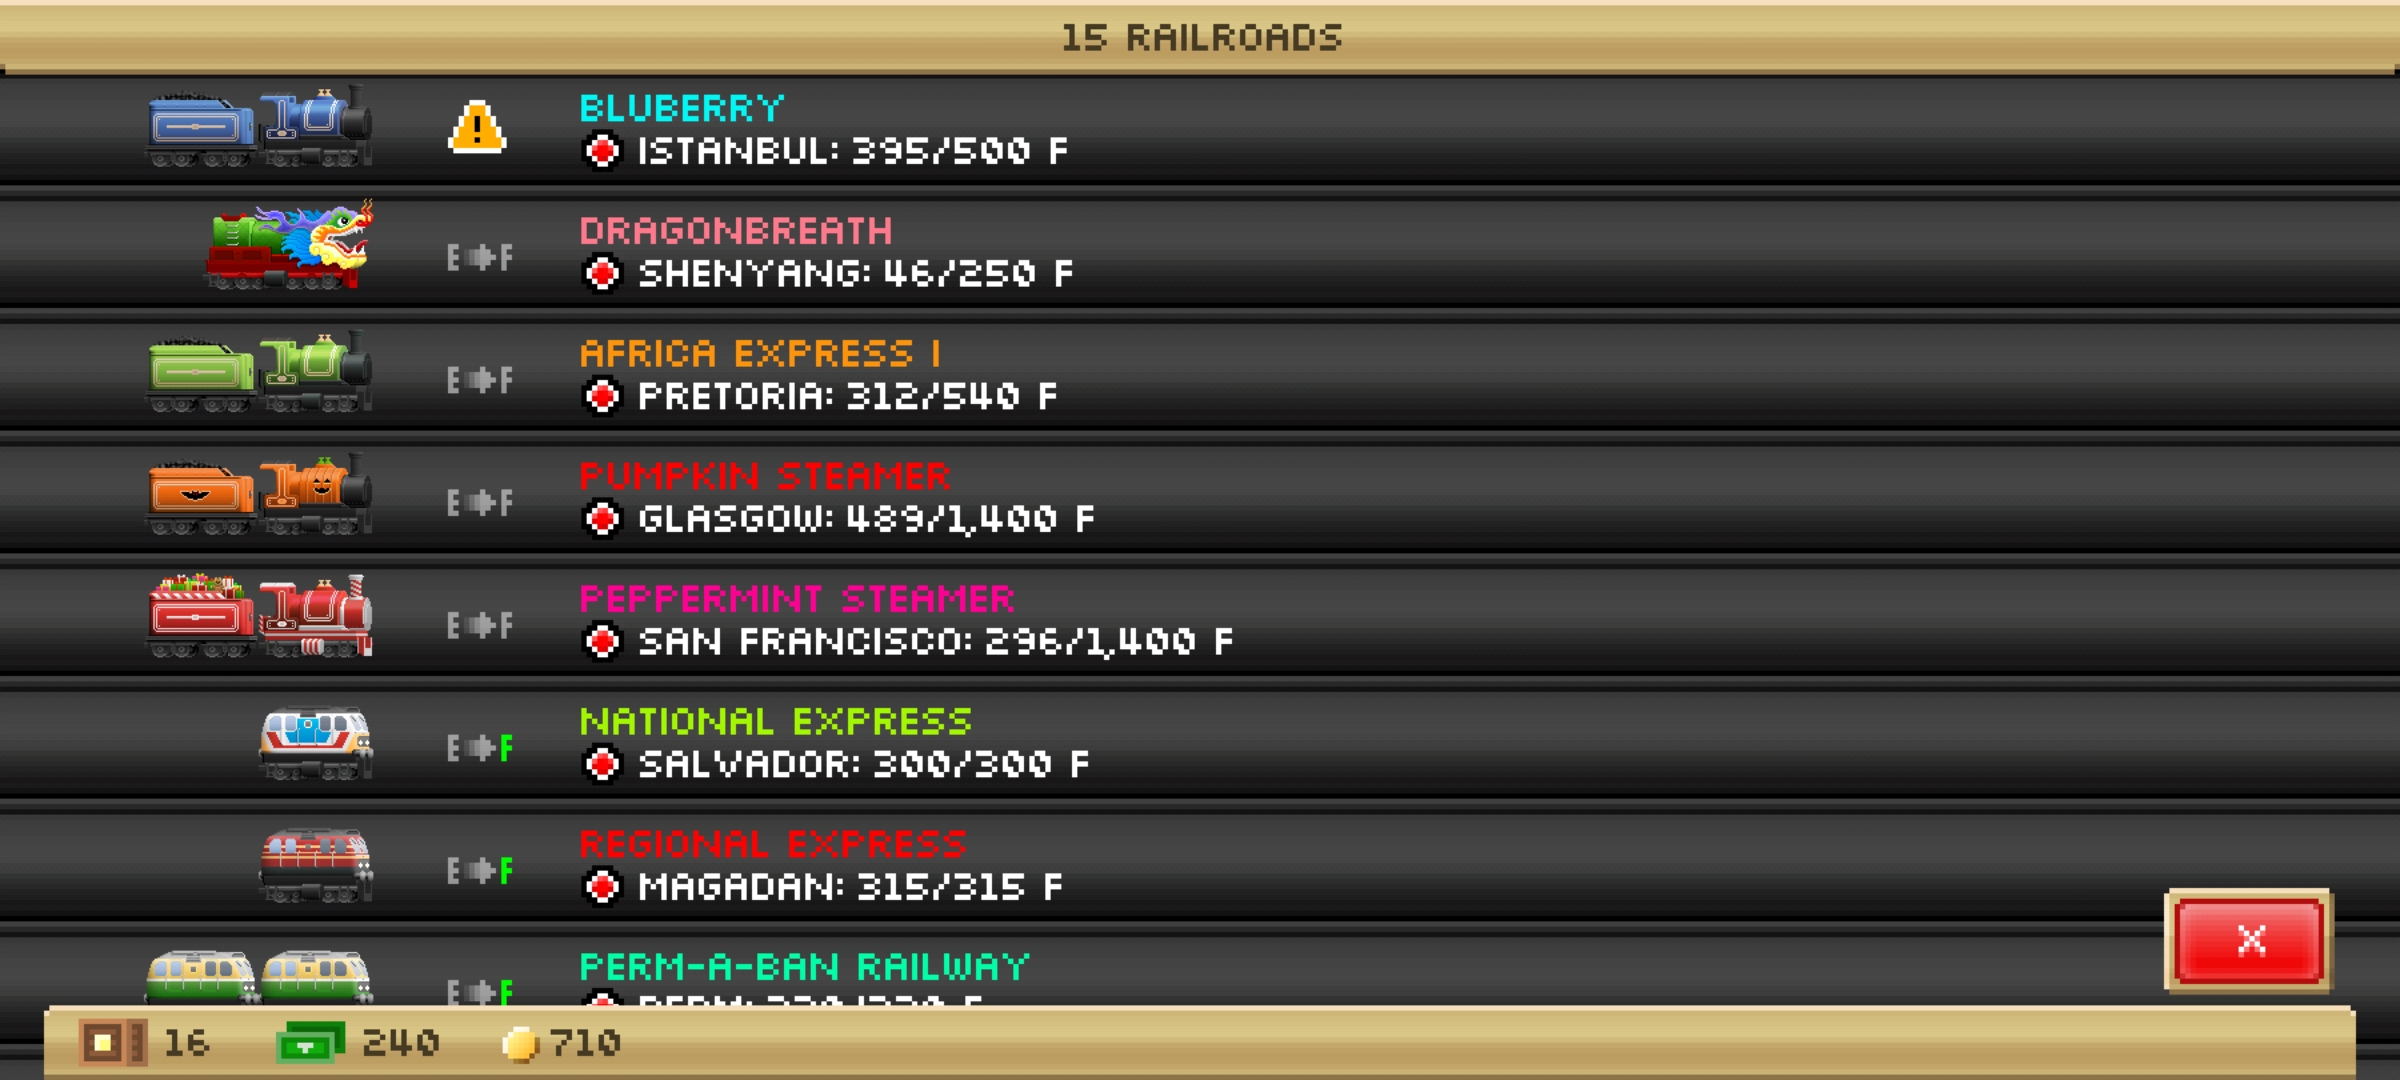 15 RAILROADS
BLUBERRY
ISTANBUL: 395/500 F
DRAGONBREATH
E F
SHENYANG: 46/250 F
AFRICA EXPRESS I
E F
PRETORIA: 312/540 F
PUMPKIN STEAMER
E F
GLASGOW: 489/1,400 F
PEPPERMINT STEAMER
E F
SAN FRANCISCO: 296/1,400 F
NATIONAL EXPRESS
E F
SALVADOR: 300/300 F
REGIONAL EXPRESS
E F
MAGADAN: 315/315 F
PERM-A-BAN RAILWAY
E F
X
16 240 710